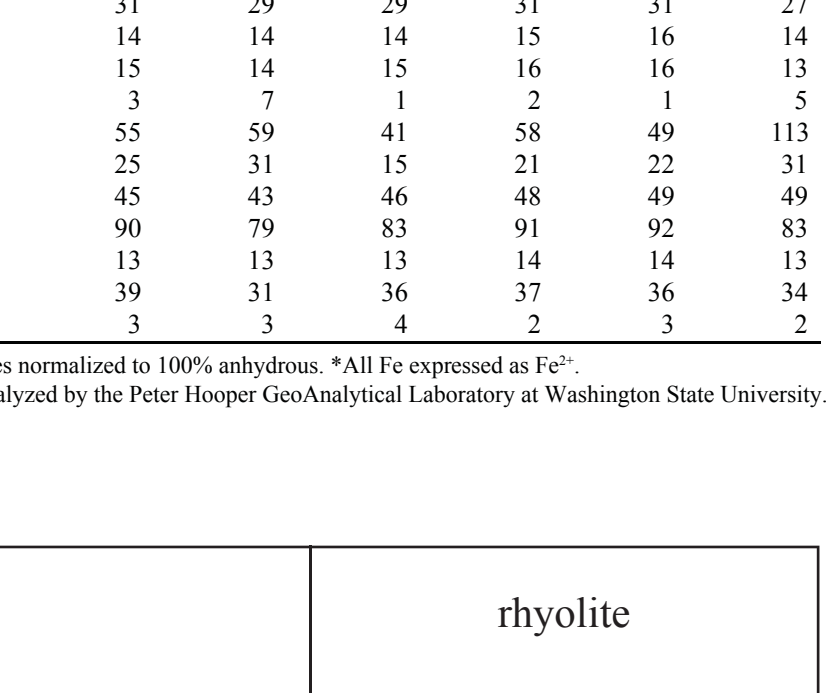 31 29 29 31 31 27
14 14 14 15 16 14
15 14 15 16 16 13
3 7 1 2 1 5
55 59 41 58 49 113
25 31 15 21 22 31
45 43 46 48 49 49
90 79 83 91 92 83
13 13 13 14 14 13
39 31 36 37 36 34
3 3 4 2 3 2
es normalized to 100% anhydrous. *All Fe expressed as Fe²⁺.
alyzed by the Peter Hooper GeoAnalytical Laboratory at Washington State University.
rhyolite